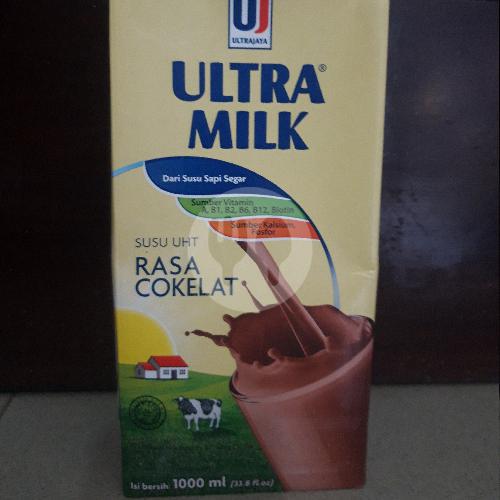 UJ
ULTRAJAYA
ULTRA®
MILK
Dari Susu Sapi Segar
Sumber Vitamin
A, B1, B2, B6, B12, Biotin
Sumber Kalsium,
Fosfor
SUSU UHT
RASA
COKELAT
Isi bersih: 1000 ml (33.8 fl.oz)